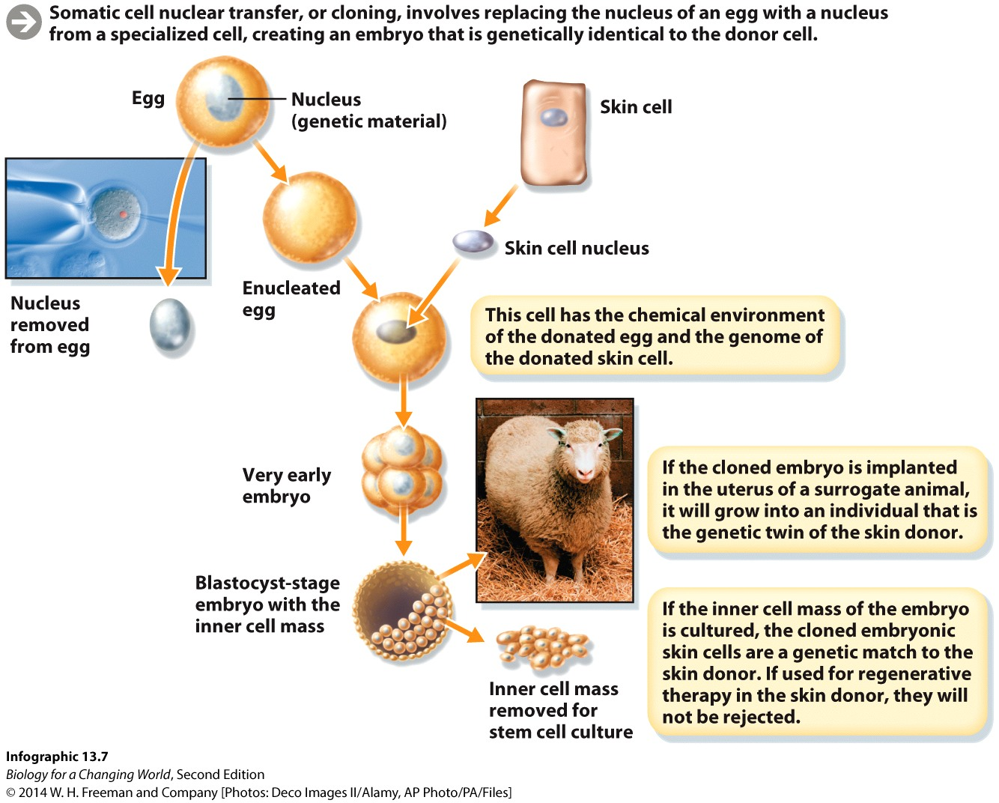 Somatic cell nuclear transfer, or cloning, involves replacing the nucleus of an egg with a nucleus
from a specialized cell, creating an embryo that is genetically identical to the donor cell.
Egg
Nucleus
(genetic material)
Skin cell
Skin cell nucleus
Enucleated
egg
Nucleus
removed
from egg
This cell has the chemical environment
of the donated egg and the genome of
the donated skin cell.
Very early
embryo
If the cloned embryo is implanted
in the uterus of a surrogate animal,
it will grow into an individual that is
the genetic twin of the skin donor.
Blastocyst-stage
embryo with the
inner cell mass
If the inner cell mass of the embryo
is cultured, the cloned embryonic
skin cells are a genetic match to the
skin donor. If used for regenerative
therapy in the skin donor, they will
not be rejected.
Inner cell mass
removed for
stem cell culture
Infographic 13.7
Biology for a Changing World, Second Edition
© 2014 W. H. Freeman and Company [Photos: Deco Images II/Alamy, AP Photo/PA/Files]